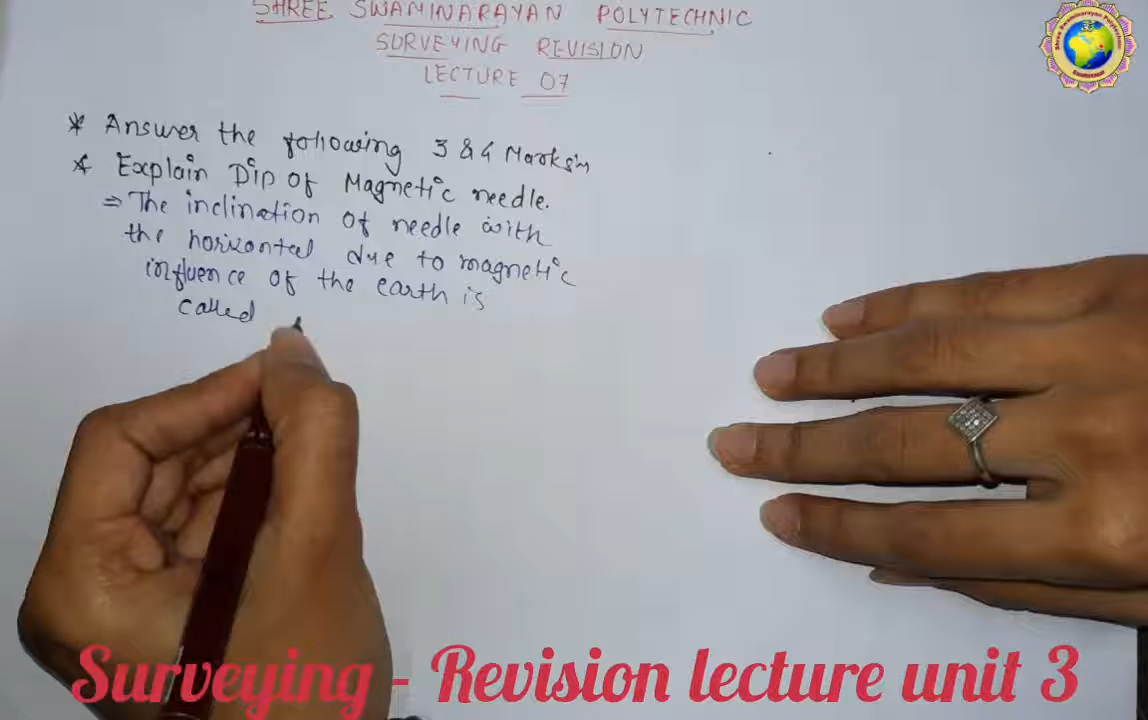 SHREE SWAMINARAYAN POLYTECHNIC
SURVEYING REVISION
LECTURE 07
* Answer the following 3 & 4 Marks
* Explain Dip of Magnetic needle.
⇒ The inclination of needle with
the horizontal due to magnetic
influence of the earth is
called
Surveying - Revision lecture unit 3